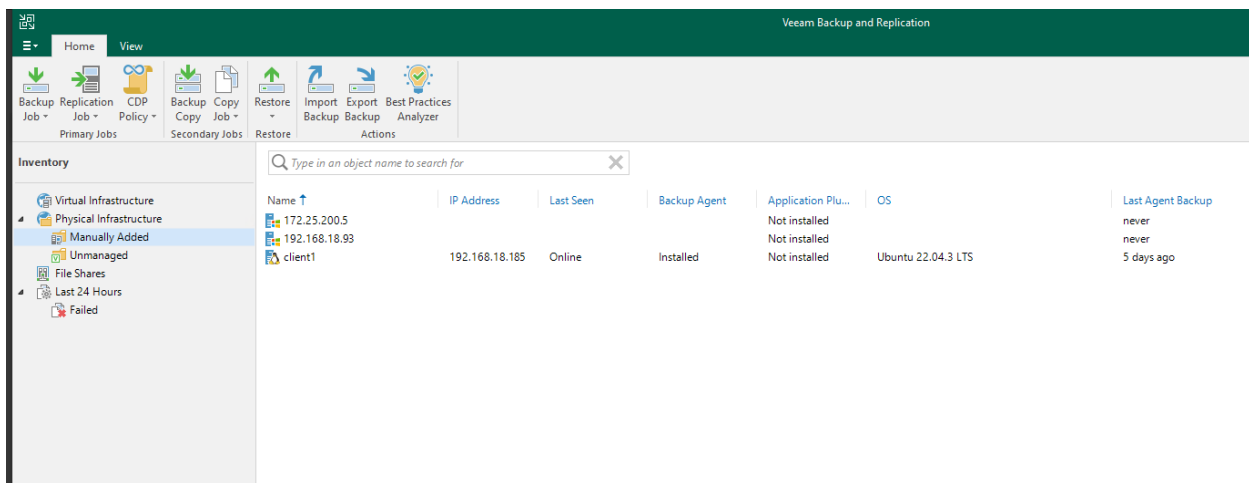 Veeam Backup and Replication
Home View
Backup Job Replication Job CDP Policy Backup Copy Copy Job Restore Import Backup Export Backup Best Practices Analyzer
Primary Jobs Secondary Jobs Restore Actions
Inventory
Type in an object name to search for
Virtual Infrastructure
Physical Infrastructure
Manually Added
Unmanaged
File Shares
Last 24 Hours
Failed
Name IP Address Last Seen Backup Agent Application Plu... OS Last Agent Backup
172.25.200.5 Not installed never
192.168.18.93 Not installed never
client1 192.168.18.185 Online Installed Not installed Ubuntu 22.04.3 LTS 5 days ago